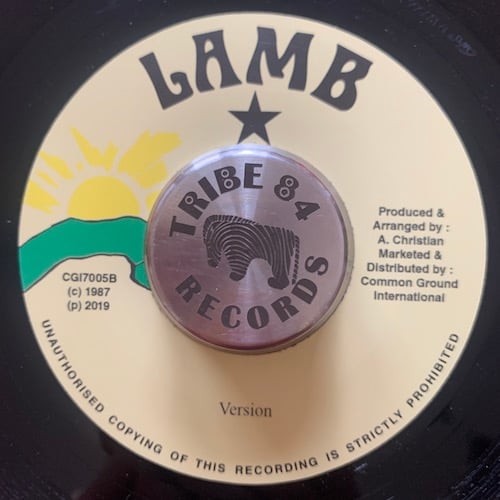 LAMB
TRIBE 84
RECORDS
CGI7005B
(c) 1987
(p) 2019
Produced &
Arranged by :
A. Christian
Marketed &
Distributed by :
Common Ground
International
Version
UNAUTHORISED COPYING OF THIS RECORDING IS STRICTLY PROHIBITED